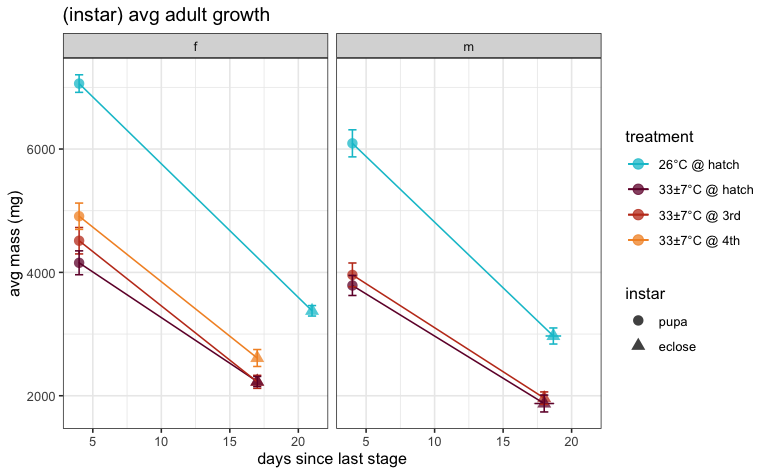 (instar) avg adult growth
f
m
6000
4000
2000
avg mass (mg)
5
10
15
20
5
10
15
20
days since last stage
treatment
26°C @ hatch
33±7°C @ hatch
33±7°C @ 3rd
33±7°C @ 4th
instar
pupa
eclose